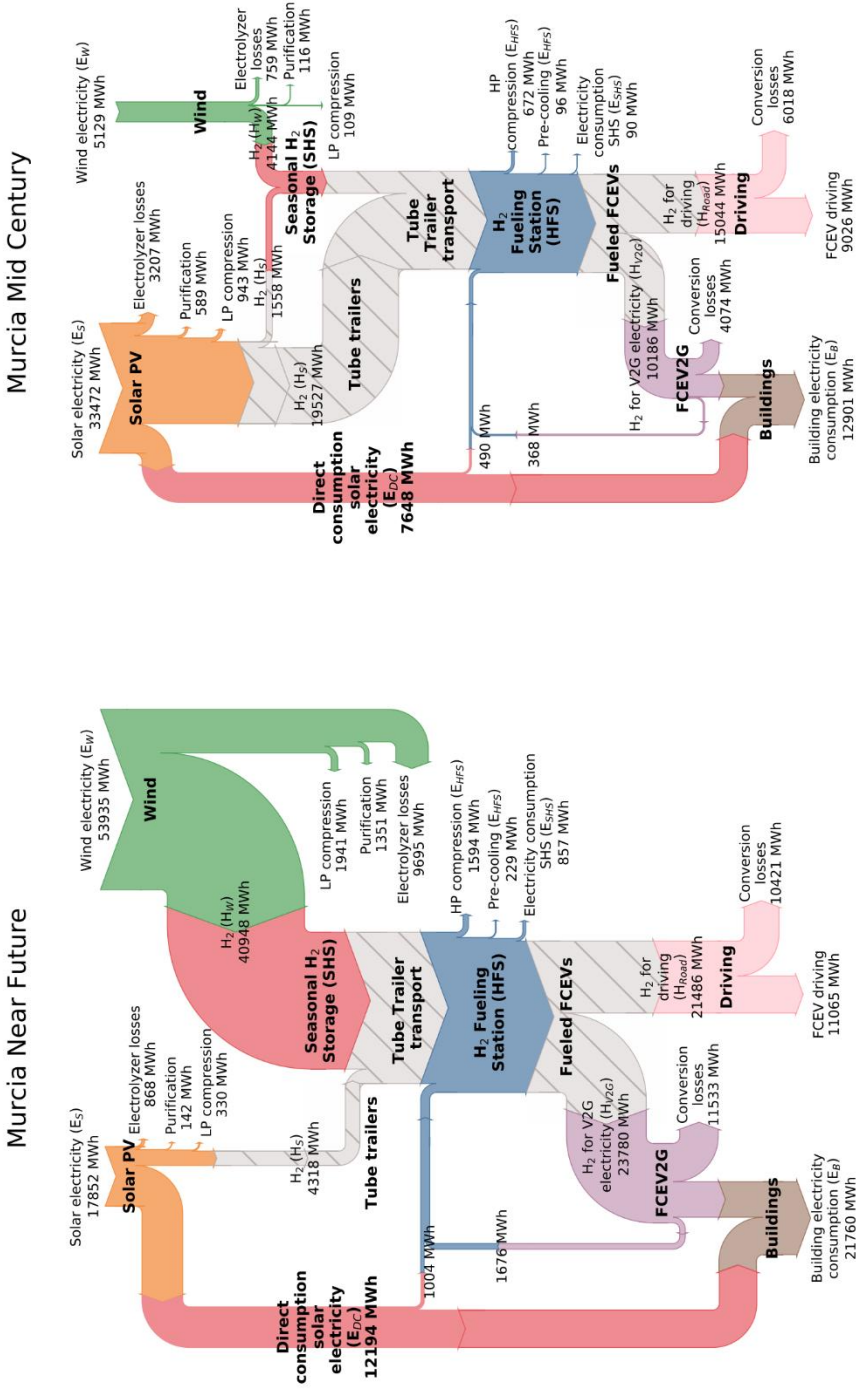 Murcia Near Future
Solar electricity (E_S)
17852 MWh
Wind electricity (E_W)
53935 MWh
Solar PV
Electrolyzer losses
868 MWh
Purification
142 MWh
LP compression
330 MWh
Wind
H₂ (H_W)
40948 MWh
LP compression
1941 MWh
Purification
1351 MWh
Electrolyzer losses
9695 MWh
H₂ (H_S)
4318 MWh
Seasonal H₂
Storage (SHS)
Tube trailers
Tube Trailer
transport
Direct
consumption
solar
electricity
(E_DC)
12194 MWh
1004 MWh
1676 MWh
H₂ Fueling
Station (HFS)
HP compression (E_HFS)
1594 MWh
Pre-cooling (E_HFS)
229 MWh
Electricity consumption
SHS (E_SHS)
857 MWh
Fueled FCEVs
H₂ for V2G
electricity (H_V2G)
23780 MWh
H₂ for
driving
(H_Road)
21486 MWh
FCEV2G
Conversion
losses
11533 MWh
Driving
Conversion
losses
10421 MWh
Buildings
Building electricity
consumption (E_B)
21760 MWh
FCEV driving
11065 MWh
Murcia Mid Century
Solar electricity (E_S)
33472 MWh
Wind electricity (E_W)
5129 MWh
Solar PV
Electrolyzer losses
3207 MWh
Purification
589 MWh
LP compression
943 MWh
Wind
Electrolyzer
losses
759 MWh
Purification
116 MWh
LP compression
109 MWh
H₂ (H_W)
4144 MWh
H₂ (H_S)
1558 MWh
H₂ (H_S)
19527 MWh
Seasonal H₂
Storage (SHS)
Tube trailers
Tube
Trailer
transport
Direct
consumption
solar
electricity
(E_DC)
7648 MWh
490 MWh
368 MWh
H₂
Fueling
Station
(HFS)
HP
compression (E_HFS)
672 MWh
Pre-cooling (E_HFS)
96 MWh
Electricity
consumption
SHS (E_SHS)
90 MWh
Fueled FCEVs
H₂ for V2G electricity (H_V2G)
10186 MWh
H₂ for
driving
(H_Road)
15044 MWh
FCEV2G
Conversion
losses
4074 MWh
Driving
Conversion
losses
6018 MWh
Buildings
Building electricity
consumption (E_B)
12901 MWh
FCEV driving
9026 MWh